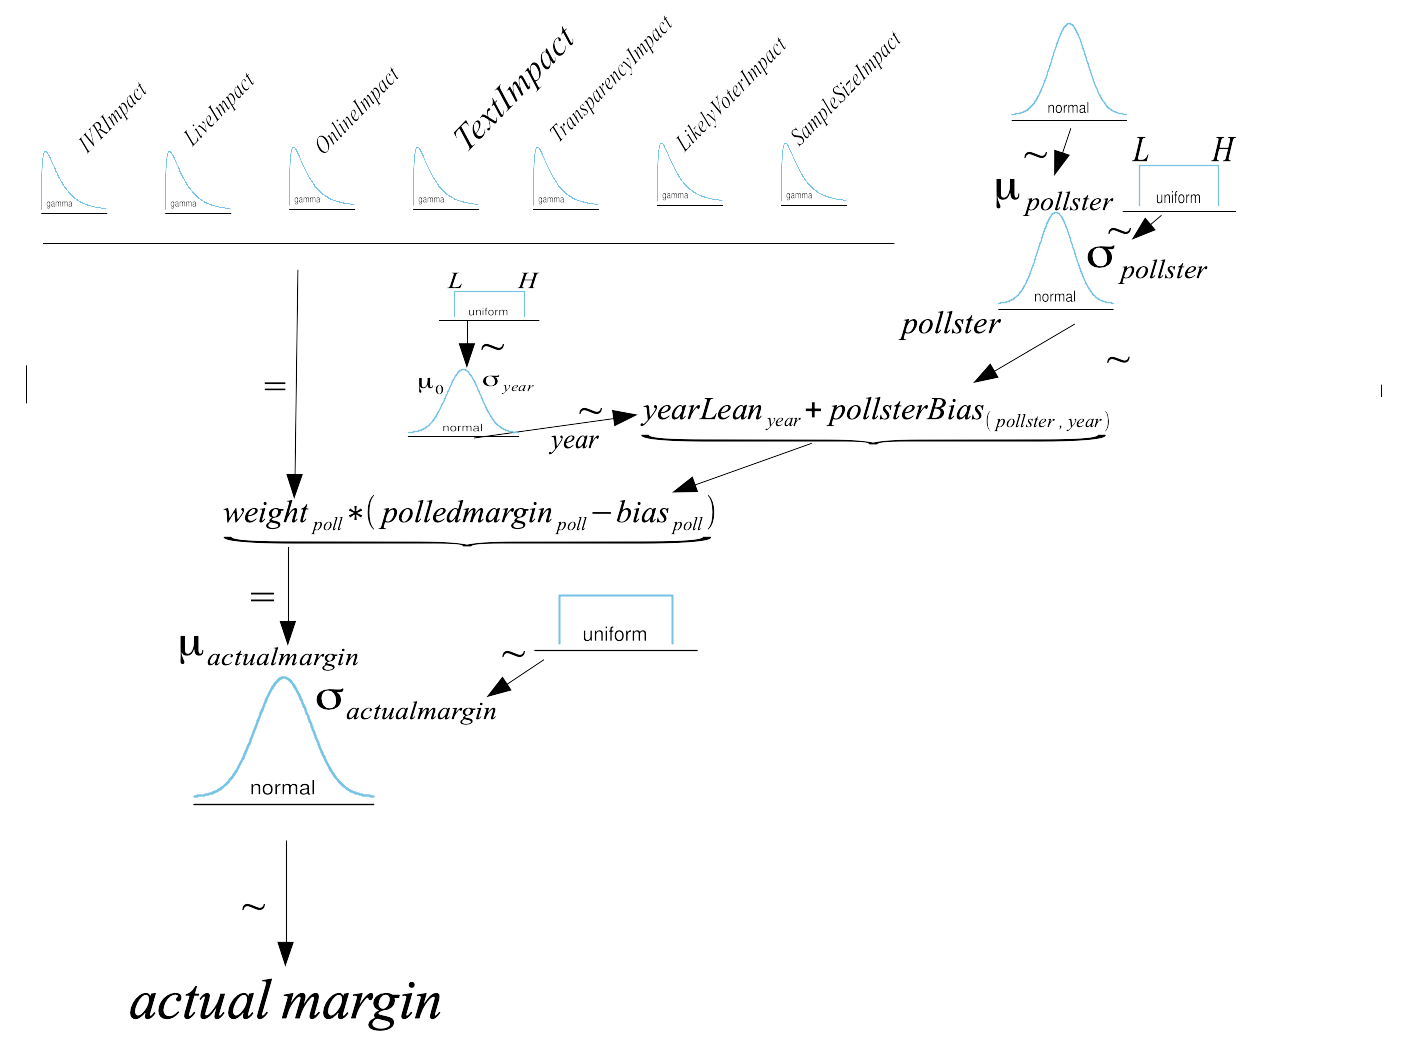 IVRImpact
LiveImpact
OnlineImpact
TextImpact
TransparencyImpact
LikelyVoterImpact
SampleSizeImpact
gamma gamma gamma gamma gamma gamma gamma
normal
~
L H
uniform
μ pollster
~
σ pollster
normal
pollster
~
L H
uniform
~
μ 0 σ year
normal
~
year
yearLean year + pollsterBias (pollster, year)
=
weight poll * (polledmargin poll − bias poll)
=
uniform
~
μ actualmargin
σ actualmargin
normal
~
actual margin